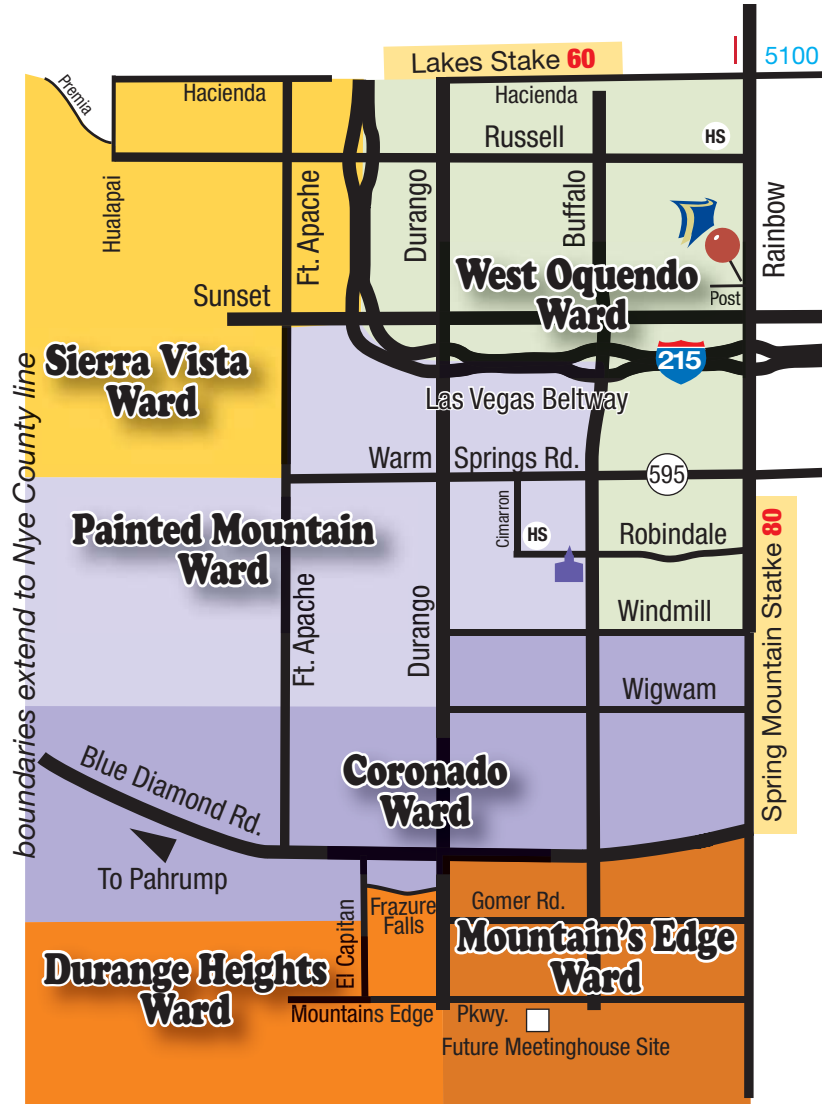 Lakes Stake 60
5100
Premia
Hacienda
Hacienda
Russell
HS
Hualapai
Ft. Apache
Durango
Buffalo
Rainbow
West Oquendo
Ward
Post
Sunset
Sierra Vista
Ward
215
Las Vegas Beltway
boundaries extend to Nye County line
Warm Springs Rd.
595
Cimarron
HS
Robindale
Painted Mountain
Ward
Ft. Apache
Durango
Windmill
Spring Mountain Statke 80
Wigwam
Coronado
Ward
Blue Diamond Rd.
To Pahrump
El Capitan
Frazure
Falls
Gomer Rd.
Mountain's Edge
Ward
Durange Heights
Ward
Mountains Edge Pkwy.
Future Meetinghouse Site